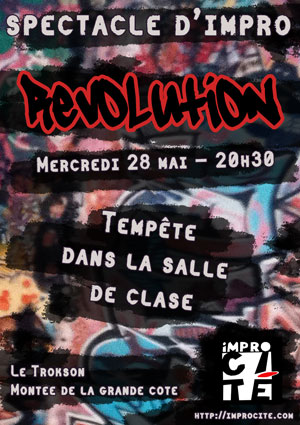 SPECTACLE D'IMPRO
REVOLUTION
MERCREDI 28 MAI – 20H30
TEMPÊTE
DANS LA SALLE
DE CLASE
IMPRO
CITE
LE TROKSON
MONTEE DE LA GRANDE COTE
HTTP://IMPROCITE.COM